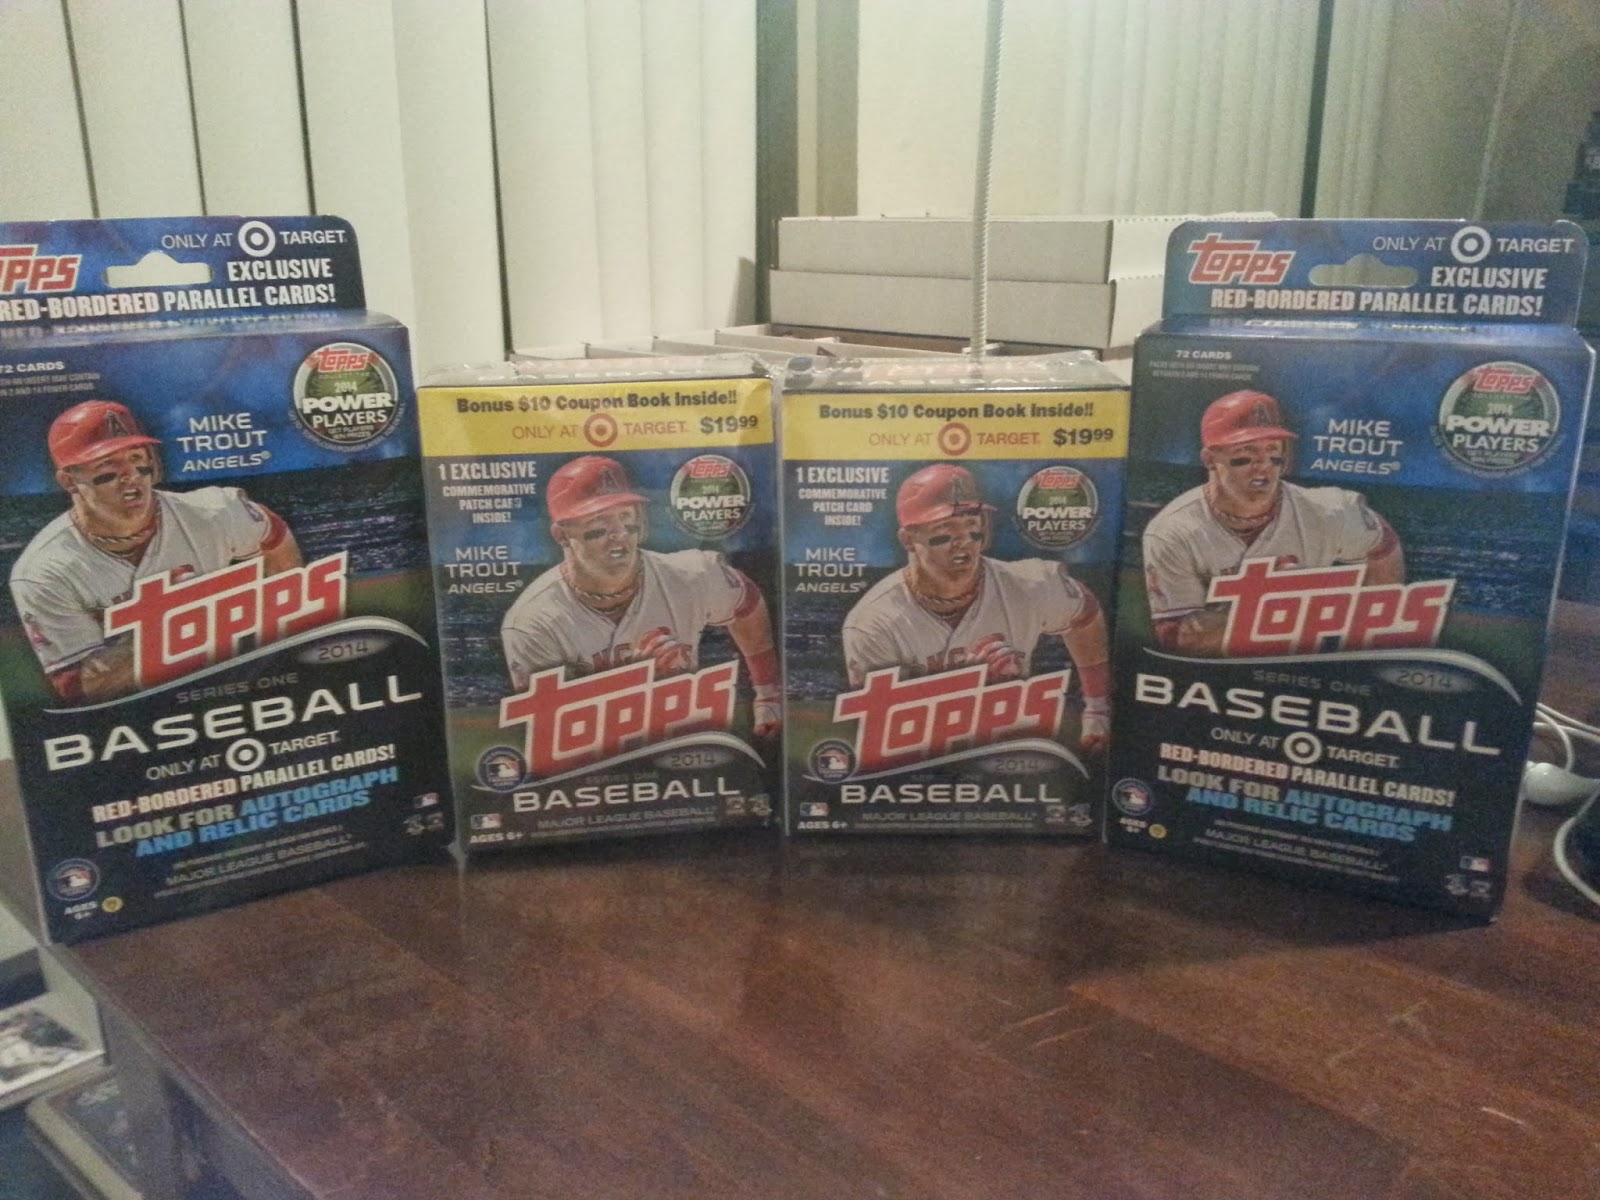 ONLY AT TARGET
TOPPS
EXCLUSIVE
RED-BORDERED PARALLEL CARDS!
72 CARDS
TOPPS
2014
POWER
PLAYERS
MIKE
TROUT
ANGELS®
TOPPS
2014
SERIES ONE
BASEBALL
ONLY AT TARGET
RED-BORDERED PARALLEL CARDS!
LOOK FOR AUTOGRAPH
AND RELIC CARDS
MAJOR LEAGUE BASEBALL
AGES
6+
Bonus $10 Coupon Book Inside!!
ONLY AT TARGET $19.99
1 EXCLUSIVE
COMMEMORATIVE
PATCH CARD
INSIDE!
TOPPS
2014
POWER
PLAYERS
MIKE
TROUT
ANGELS®
TOPPS
2014
SERIES ONE
BASEBALL
MAJOR LEAGUE BASEBALL
AGES 6+
Bonus $10 Coupon Book Inside!!
ONLY AT TARGET $19.99
1 EXCLUSIVE
COMMEMORATIVE
PATCH CARD
INSIDE!
TOPPS
2014
POWER
PLAYERS
MIKE
TROUT
ANGELS®
TOPPS
2014
SERIES ONE
BASEBALL
MAJOR LEAGUE BASEBALL
AGES 6+
TOPPS
ONLY AT TARGET
EXCLUSIVE
RED-BORDERED PARALLEL CARDS!
72 CARDS
TOPPS
2014
POWER
PLAYERS
MIKE
TROUT
ANGELS®
TOPPS
2014
SERIES ONE
BASEBALL
ONLY AT TARGET
RED-BORDERED PARALLEL CARDS!
LOOK FOR AUTOGRAPH
AND RELIC CARDS
MAJOR LEAGUE BASEBALL
AGES
6+